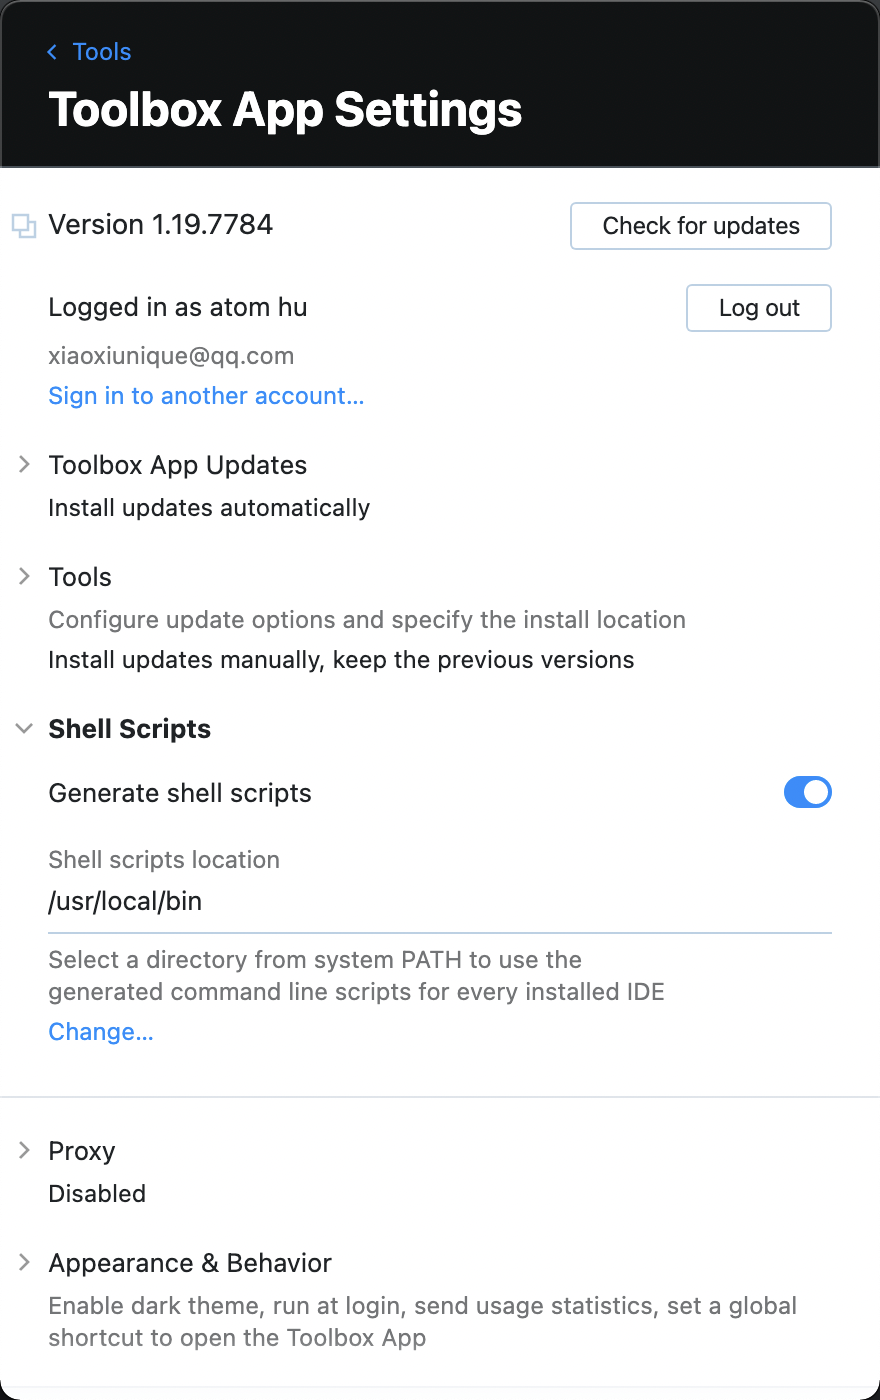 Tools
Toolbox App Settings
Version 1.19.7784
Check for updates
Logged in as atom hu
Log out
xiaoxiunique@qq.com
Sign in to another account...
Toolbox App Updates
Install updates automatically
Tools
Configure update options and specify the install location
Install updates manually, keep the previous versions
Shell Scripts
Generate shell scripts
Shell scripts location
/usr/local/bin
Select a directory from system PATH to use the
generated command line scripts for every installed IDE
Change...
Proxy
Disabled
Appearance & Behavior
Enable dark theme, run at login, send usage statistics, set a global
shortcut to open the Toolbox App